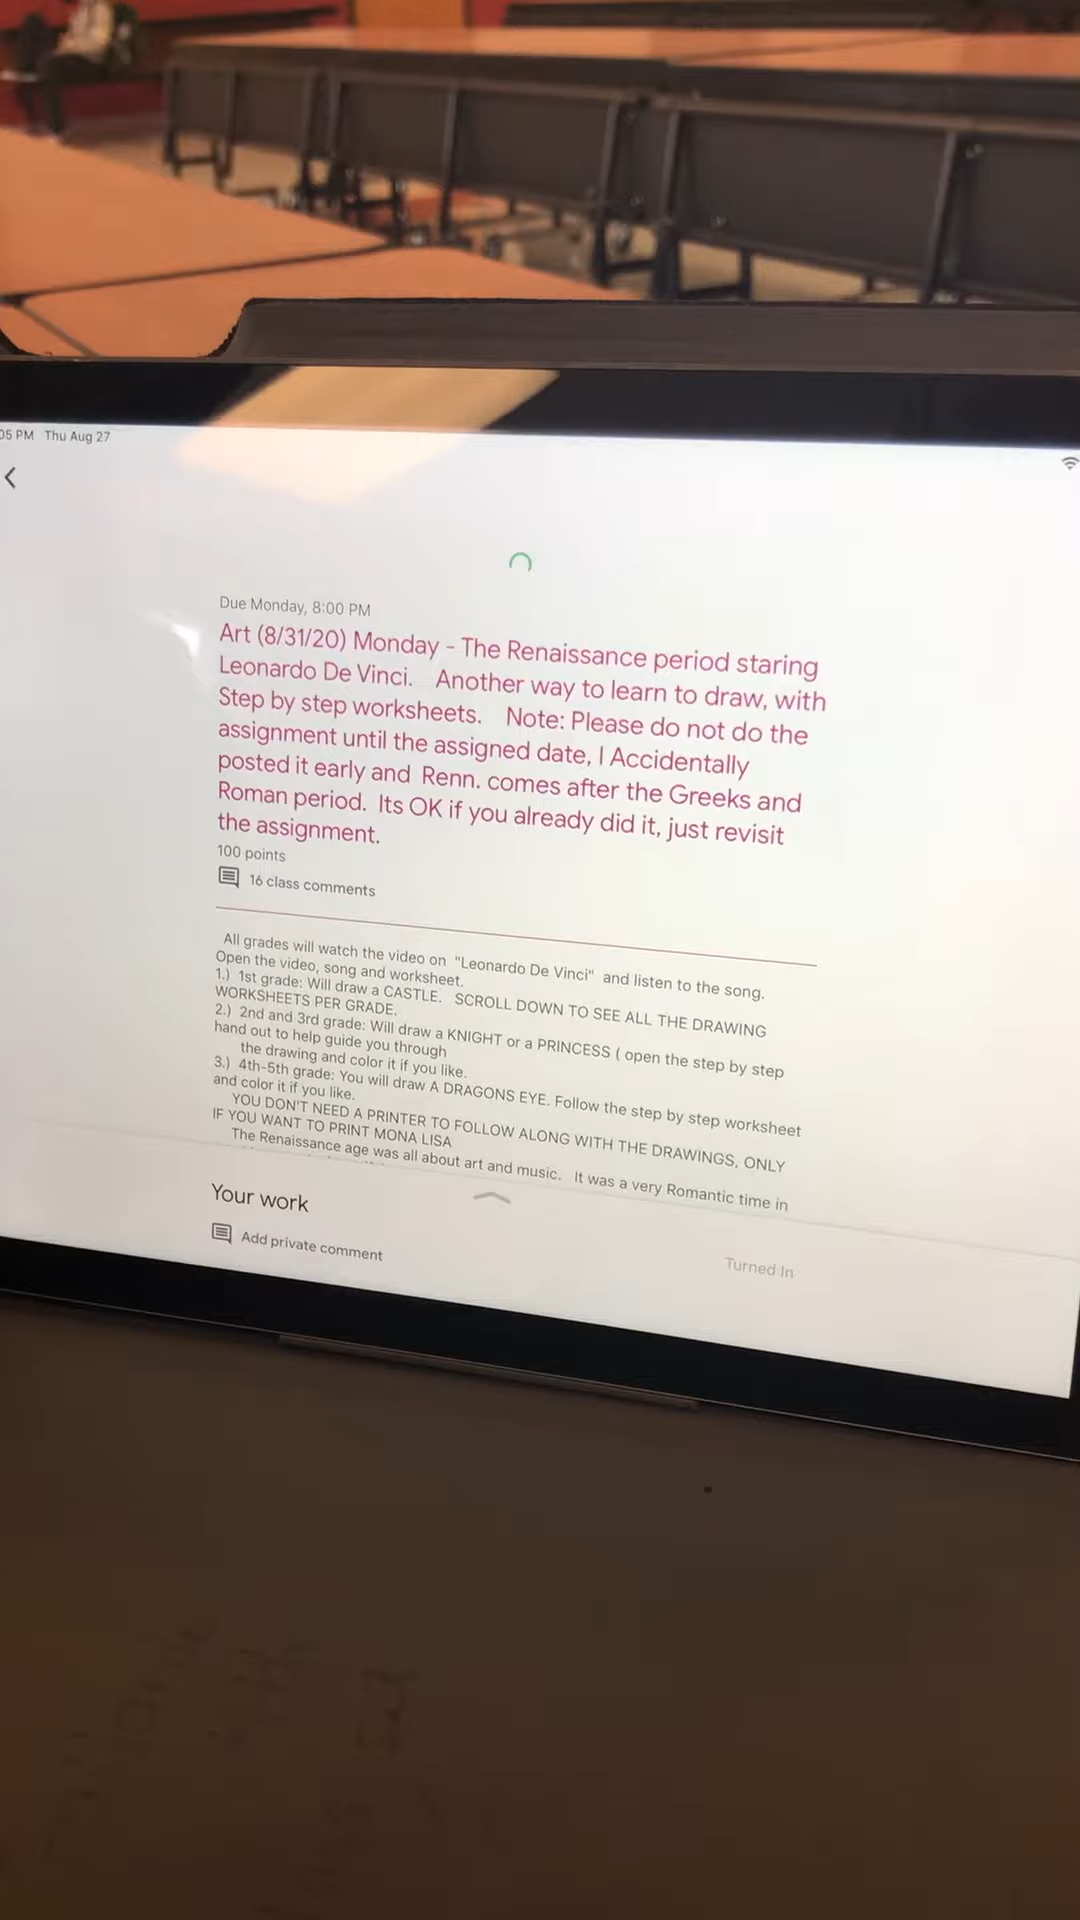 05 PM Thu Aug 27
Due Monday, 8:00 PM
Art (8/31/20) Monday - The Renaissance period staring
Leonardo De Vinci. Another way to learn to draw, with
Step by step worksheets. Note: Please do not do the
assignment until the assigned date, I Accidentally
posted it early and Renn. comes after the Greeks and
Roman period. Its OK if you already did it, just revisit
the assignment.
100 points
16 class comments
All grades will watch the video on "Leonardo De Vinci" and listen to the song.
Open the video, song and worksheet.
1.) 1st grade: Will draw a CASTLE. SCROLL DOWN TO SEE ALL THE DRAWING
WORKSHEETS PER GRADE.
2.) 2nd and 3rd grade: Will draw a KNIGHT or a PRINCESS ( open the step by step
hand out to help guide you through
the drawing and color it if you like.
3.) 4th-5th grade: You will draw A DRAGONS EYE. Follow the step by step worksheet
and color it if you like.
YOU DON'T NEED A PRINTER TO FOLLOW ALONG WITH THE DRAWINGS, ONLY
IF YOU WANT TO PRINT MONA LISA
The Renaissance age was all about art and music. It was a very Romantic time in
Your work
Add private comment
Turned In